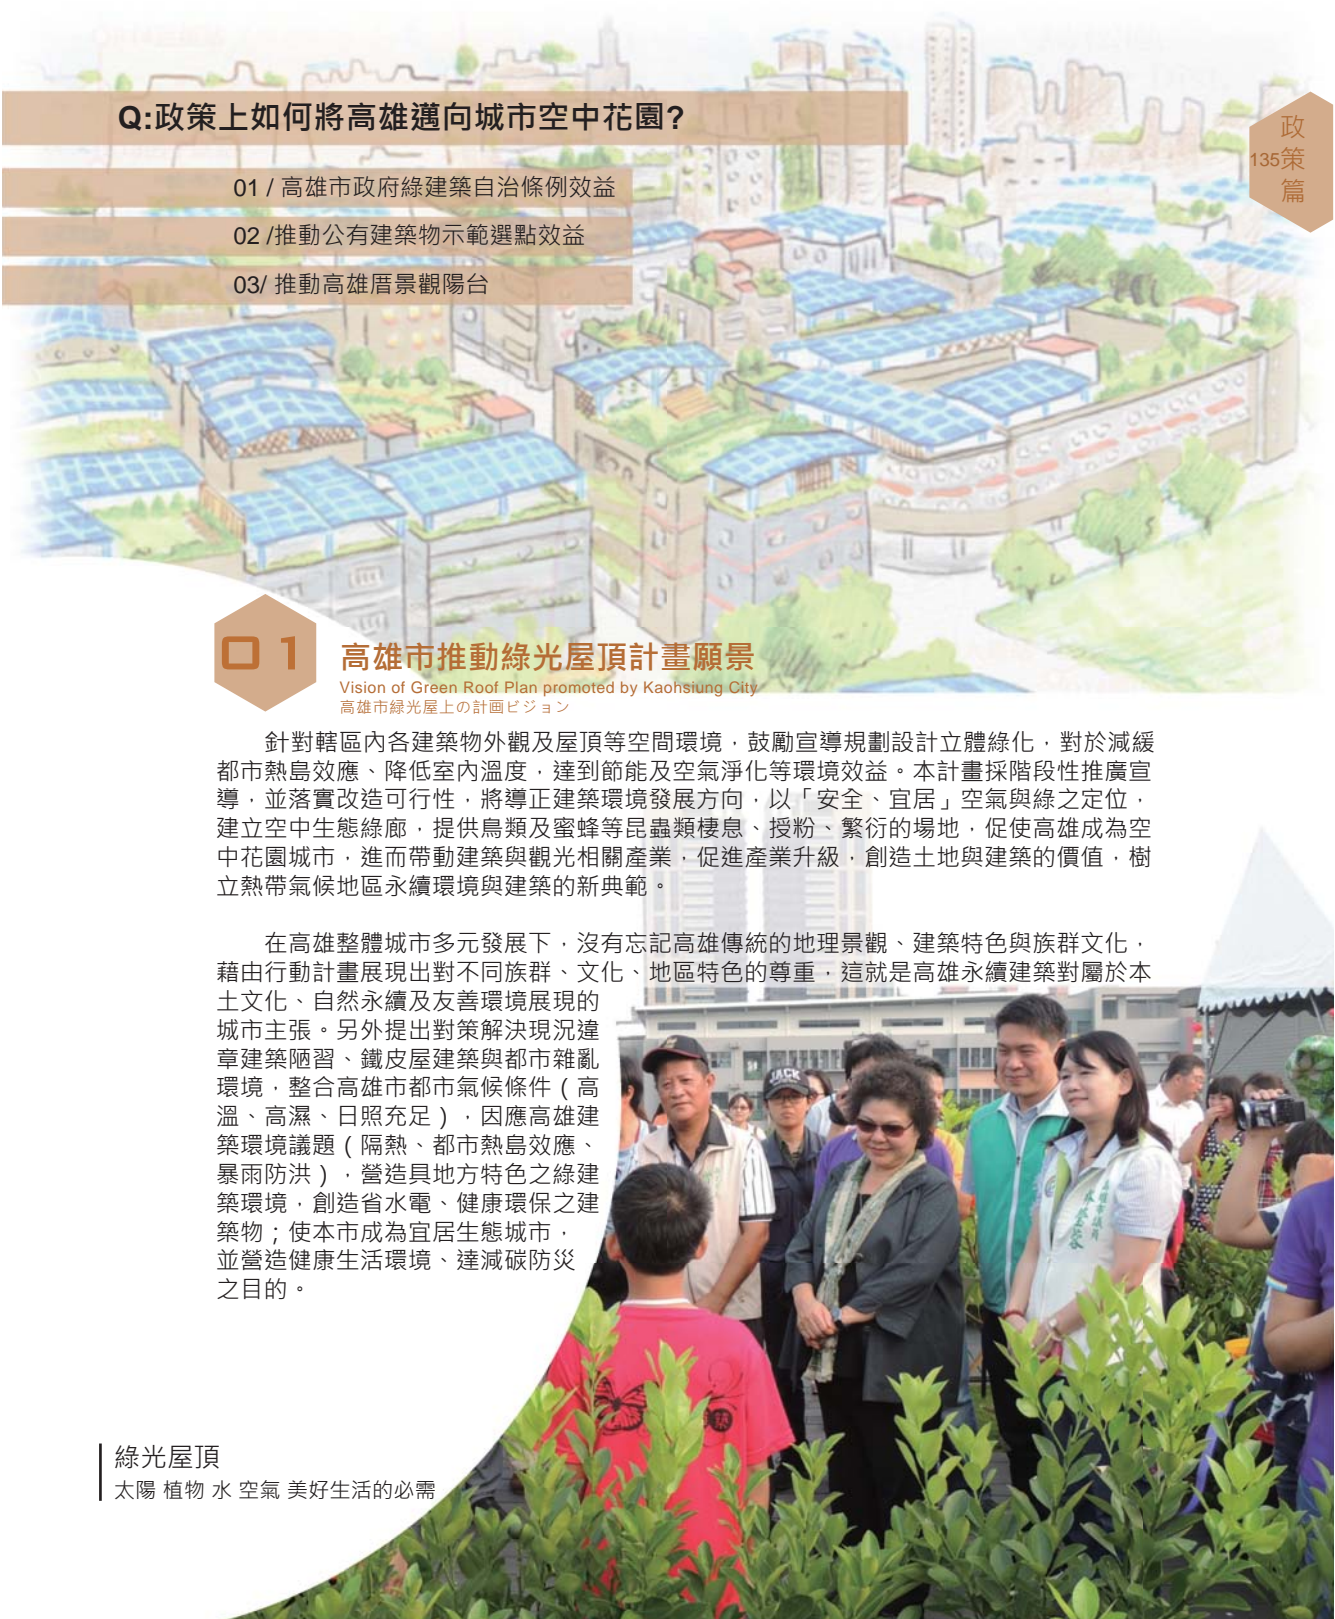 Q:政策上如何將高雄邁向城市空中花園?
01 / 高雄市政府綠建築自治條例效益
02 /推動公有建築物示範選點效益
03/ 推動高雄厝景觀陽台
政策篇
135
01
高雄市推動綠光屋頂計畫願景
Vision of Green Roof Plan promoted by Kaohsiung City
高雄市緑光屋上の計画ビジョン
針對轄區內各建築物外觀及屋頂等空間環境，鼓勵宣導規劃設計立體綠化，對於減緩
都市熱島效應、降低室內溫度，達到節能及空氣淨化等環境效益。本計畫採階段性推廣宣
導，並落實改造可行性，將導正建築環境發展方向，以「安全、宜居」空氣與綠之定位，
建立空中生態綠廊，提供鳥類及蜜蜂等昆蟲類棲息、授粉、繁衍的場地，促使高雄成為空
中花園城市，進而帶動建築與觀光相關產業，促進產業升級，創造土地與建築的價值，樹
立熱帶氣候地區永續環境與建築的新典範。
在高雄整體城市多元發展下，沒有忘記高雄傳統的地理景觀、建築特色與族群文化，
藉由行動計畫展現出對不同族群、文化、地區特色的尊重，這就是高雄永續建築對屬於本
土文化、自然永續及友善環境展現的
城市主張。另外提出對策解決現況違
章建築陋習、鐵皮屋建築與都市雜亂
環境，整合高雄市都市氣候條件（高
溫、高濕、日照充足），因應高雄建
築環境議題（隔熱、都市熱島效應、
暴雨防洪），營造具地方特色之綠建
築環境，創造省水電、健康環保之建
築物；使本市成為宜居生態城市，
並營造健康生活環境、達減碳防災
之目的。
JACK
綠光屋頂
太陽 植物 水 空氣 美好生活的必需